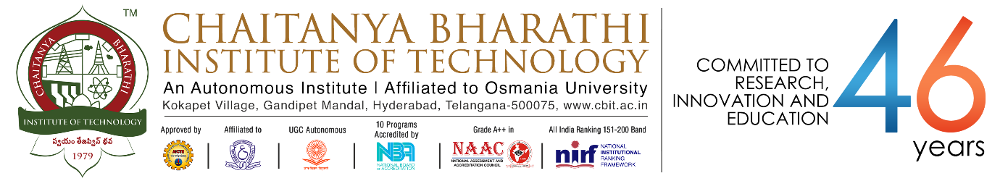 TM
CHAITANYA BHARATHI
INSTITUTE OF TECHNOLOGY
స్వయం తేజస్విన్ భవ
1979
CHAITANYA BHARATHI
INSTITUTE OF TECHNOLOGY
An Autonomous Institute | Affiliated to Osmania University
Kokapet Village, Gandipet Mandal, Hyderabad, Telangana-500075, www.cbit.ac.in
Approved by
AICTE
Affiliated to
UGC Autonomous
10 Programs
Accredited by
NBA
NATIONAL BOARD
OF ACCREDITATION
Grade A++ in
NAAC
NATIONAL ASSESSMENT AND
ACCREDITATION COUNCIL
All India Ranking 151-200 Band
nirf
NATIONAL
INSTITUTIONAL
RANKING
FRAMEWORK
COMMITTED TO
RESEARCH,
INNOVATION AND
EDUCATION
46
years